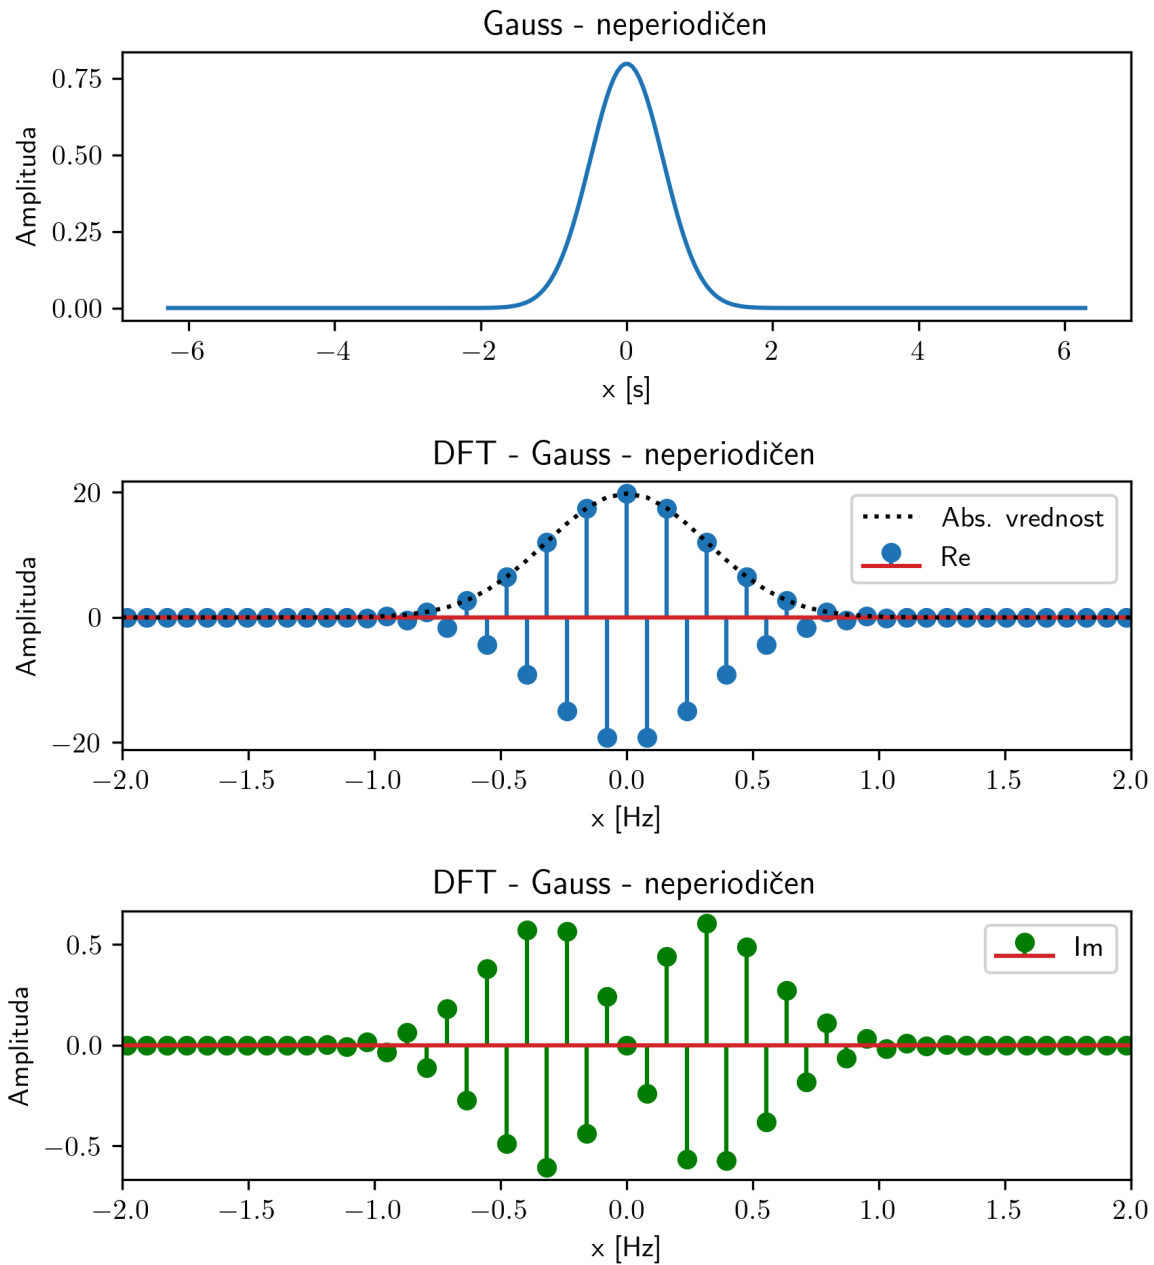 Gauss - neperiodičen
Amplituda
0.75
0.50
0.25
0.00
−6 −4 −2 0 2 4 6
x [s]
DFT - Gauss - neperiodičen
Amplituda
20
0
−20
Abs. vrednost
Re
−2.0 −1.5 −1.0 −0.5 0.0 0.5 1.0 1.5 2.0
x [Hz]
DFT - Gauss - neperiodičen
Amplituda
0.5
0.0
−0.5
Im
−2.0 −1.5 −1.0 −0.5 0.0 0.5 1.0 1.5 2.0
x [Hz]